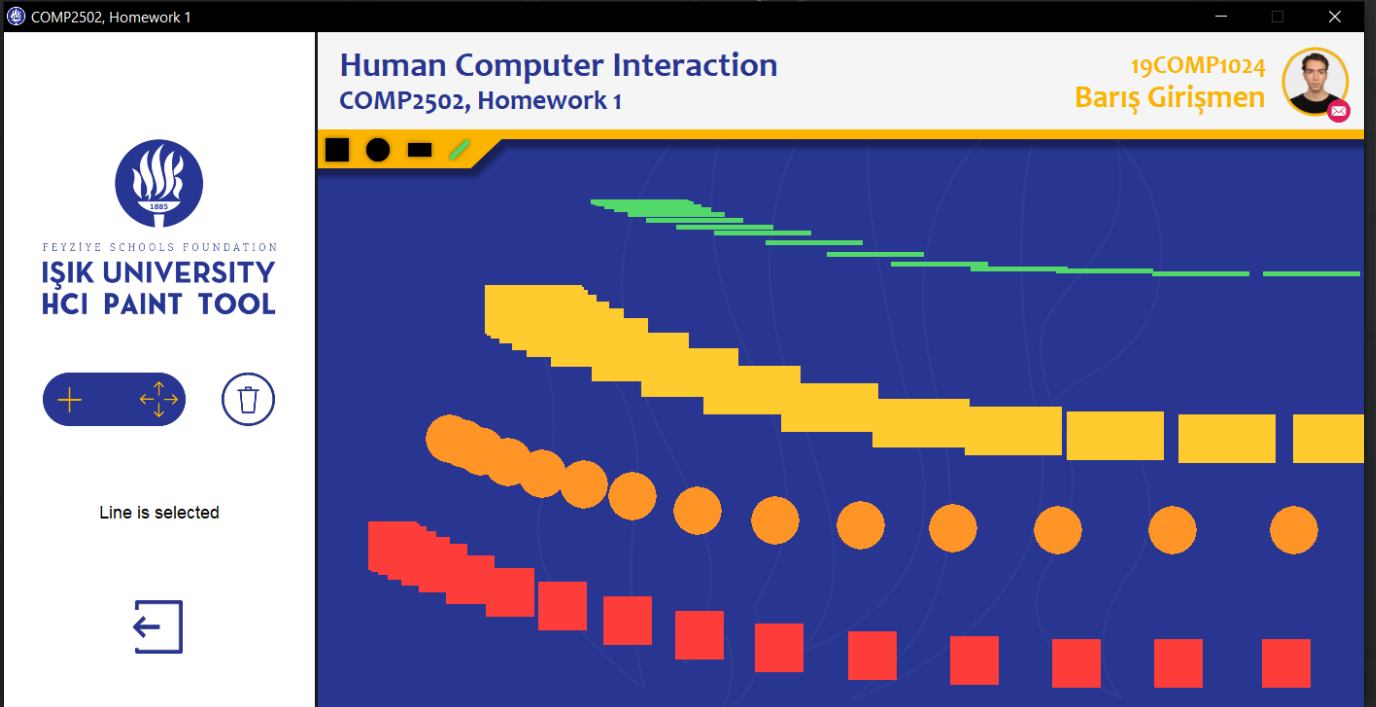 COMP2502, Homework 1
Human Computer Interaction
COMP2502, Homework 1
19COMP1024
Barış Girişmen
1885
FEYZİYE SCHOOLS FOUNDATION
IŞIK UNIVERSITY
HCI PAINT TOOL
Line is selected